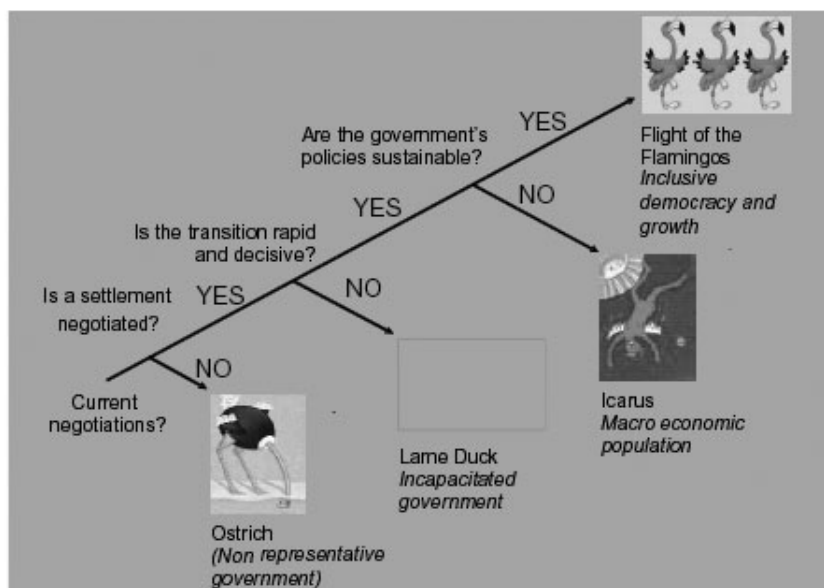 Are the government's
policies sustainable?
YES
Flight of the
Flamingos
Inclusive
democracy and
growth
NO
Is the transition rapid
and decisive?
YES
NO
Icarus
Macro economic
population
Is a settlement
negotiated?
YES
NO
Lame Duck
Incapacitated
government
Current
negotiations?
Ostrich
(Non representative
government)